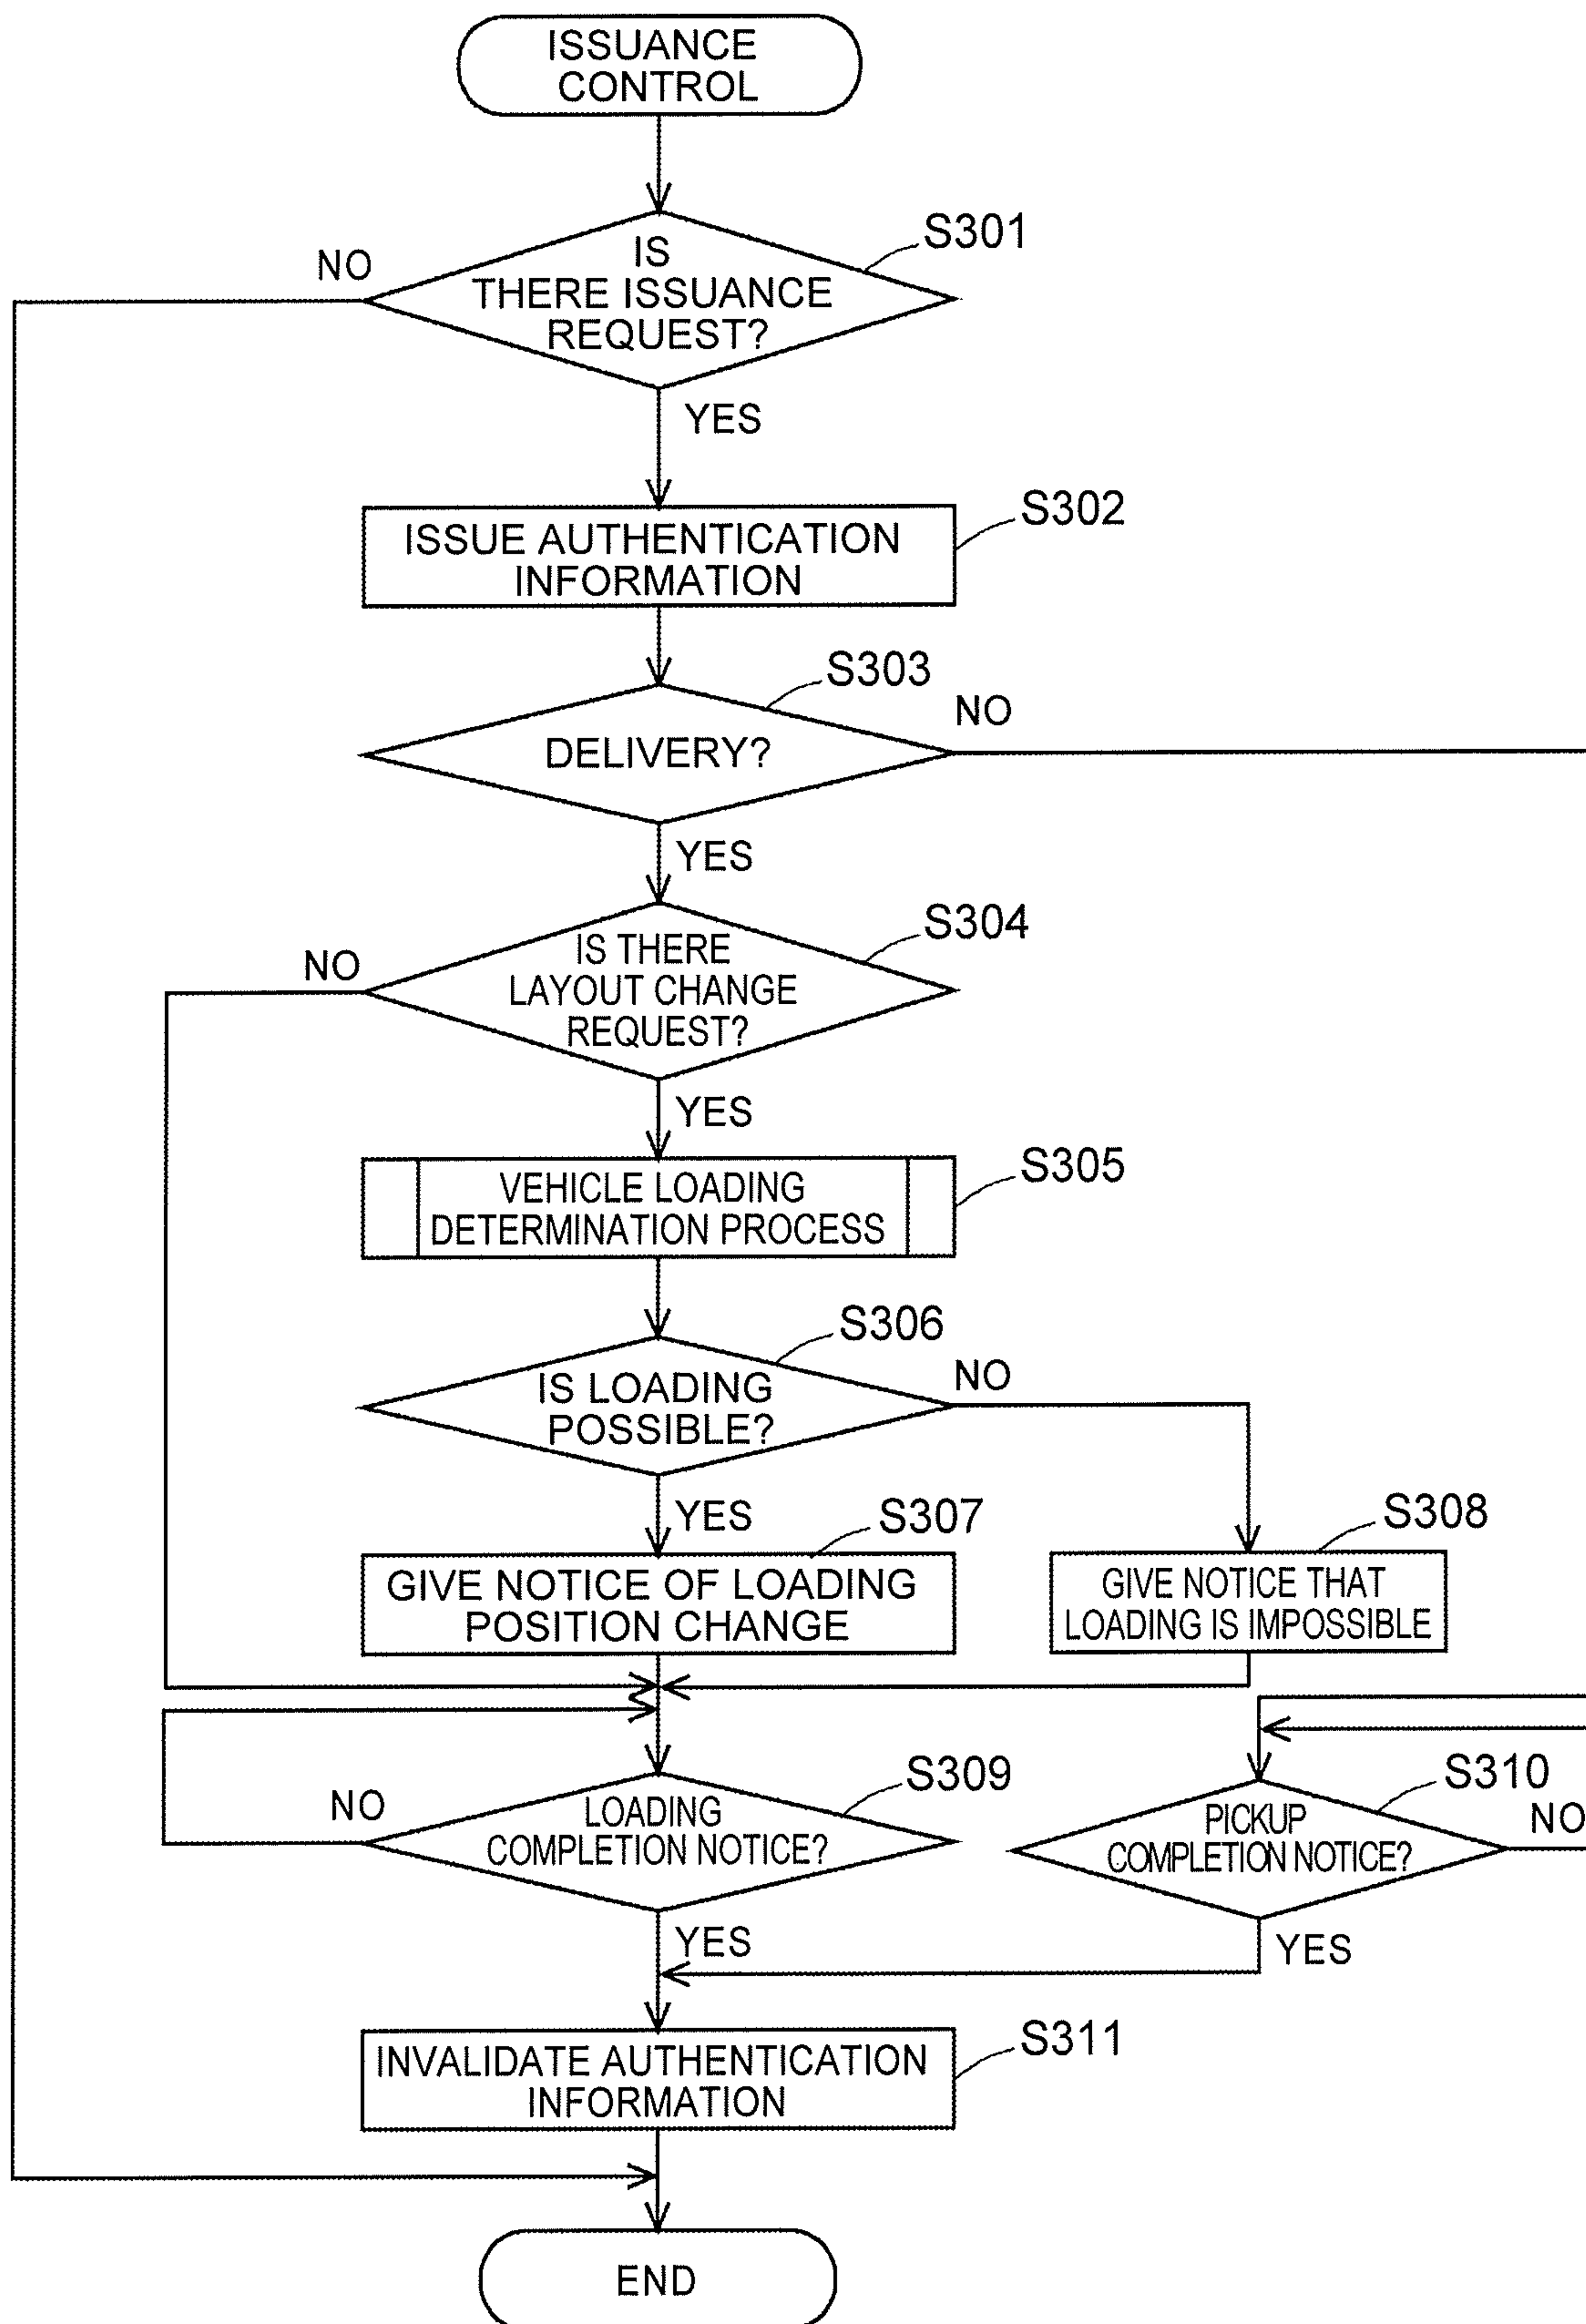 ISSUANCE
CONTROL
S301
NO
IS
THERE ISSUANCE
REQUEST?
YES
S302
ISSUE AUTHENTICATION
INFORMATION
S303
NO
DELIVERY?
YES
S304
NO
IS THERE
LAYOUT CHANGE
REQUEST?
YES
S305
VEHICLE LOADING
DETERMINATION PROCESS
S306
NO
IS LOADING
POSSIBLE?
YES
S307
S308
GIVE NOTICE OF LOADING
POSITION CHANGE
GIVE NOTICE THAT
LOADING IS IMPOSSIBLE
S309
S310
NO
LOADING
COMPLETION NOTICE?
PICKUP
COMPLETION NOTICE?
NO
YES
YES
S311
INVALIDATE AUTHENTICATION
INFORMATION
END